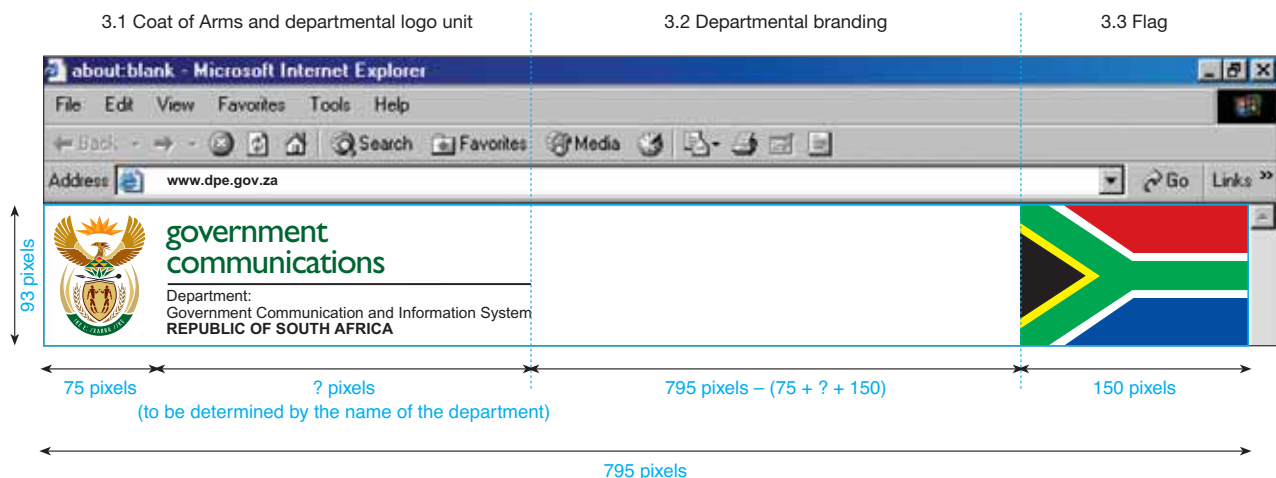 3.1 Coat of Arms and departmental logo unit 3.2 Departmental branding 3.3 Flag
about:blank - Microsoft Internet Explorer
File Edit View Favorites Tools Help
Back Search Favorites Media
Address www.dpe.gov.za Go Links »
93 pixels
government
communications
Department:
Government Communication and Information System
REPUBLIC OF SOUTH AFRICA
75 pixels ? pixels 795 pixels – (75 + ? + 150) 150 pixels
(to be determined by the name of the department)
795 pixels